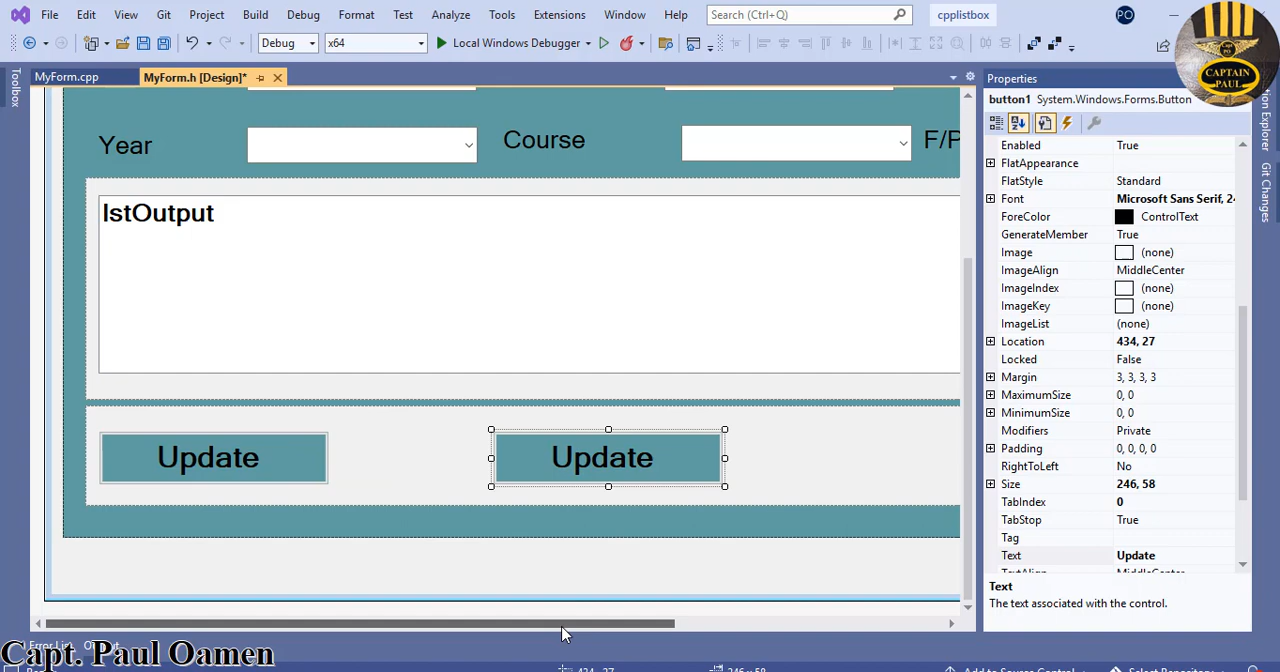 File Edit View Git Project Build Debug Format Test Analyze Tools Extensions Window Help Search (Ctrl+Q) cpplistbox PO
Debug x64 Local Windows Debugger
MyForm.cpp MyForm.h [Design]*
Toolbox
Year Course F/P
lstOutput
Update Update
Properties
button1 System.Windows.Forms.Button
Enabled True
FlatAppearance
FlatStyle Standard
Font Microsoft Sans Serif, 24
ForeColor ControlText
GenerateMember True
Image (none)
ImageAlign MiddleCenter
ImageIndex (none)
ImageKey (none)
ImageList (none)
Location 434, 27
Locked False
Margin 3, 3, 3, 3
MaximumSize 0, 0
MinimumSize 0, 0
Modifiers Private
Padding 0, 0, 0, 0
RightToLeft No
Size 246, 58
TabIndex 0
TabStop True
Tag
Text Update
Text
The text associated with the control.
Git Changes
CAPTAIN
PAUL
Capt. Paul Oamen